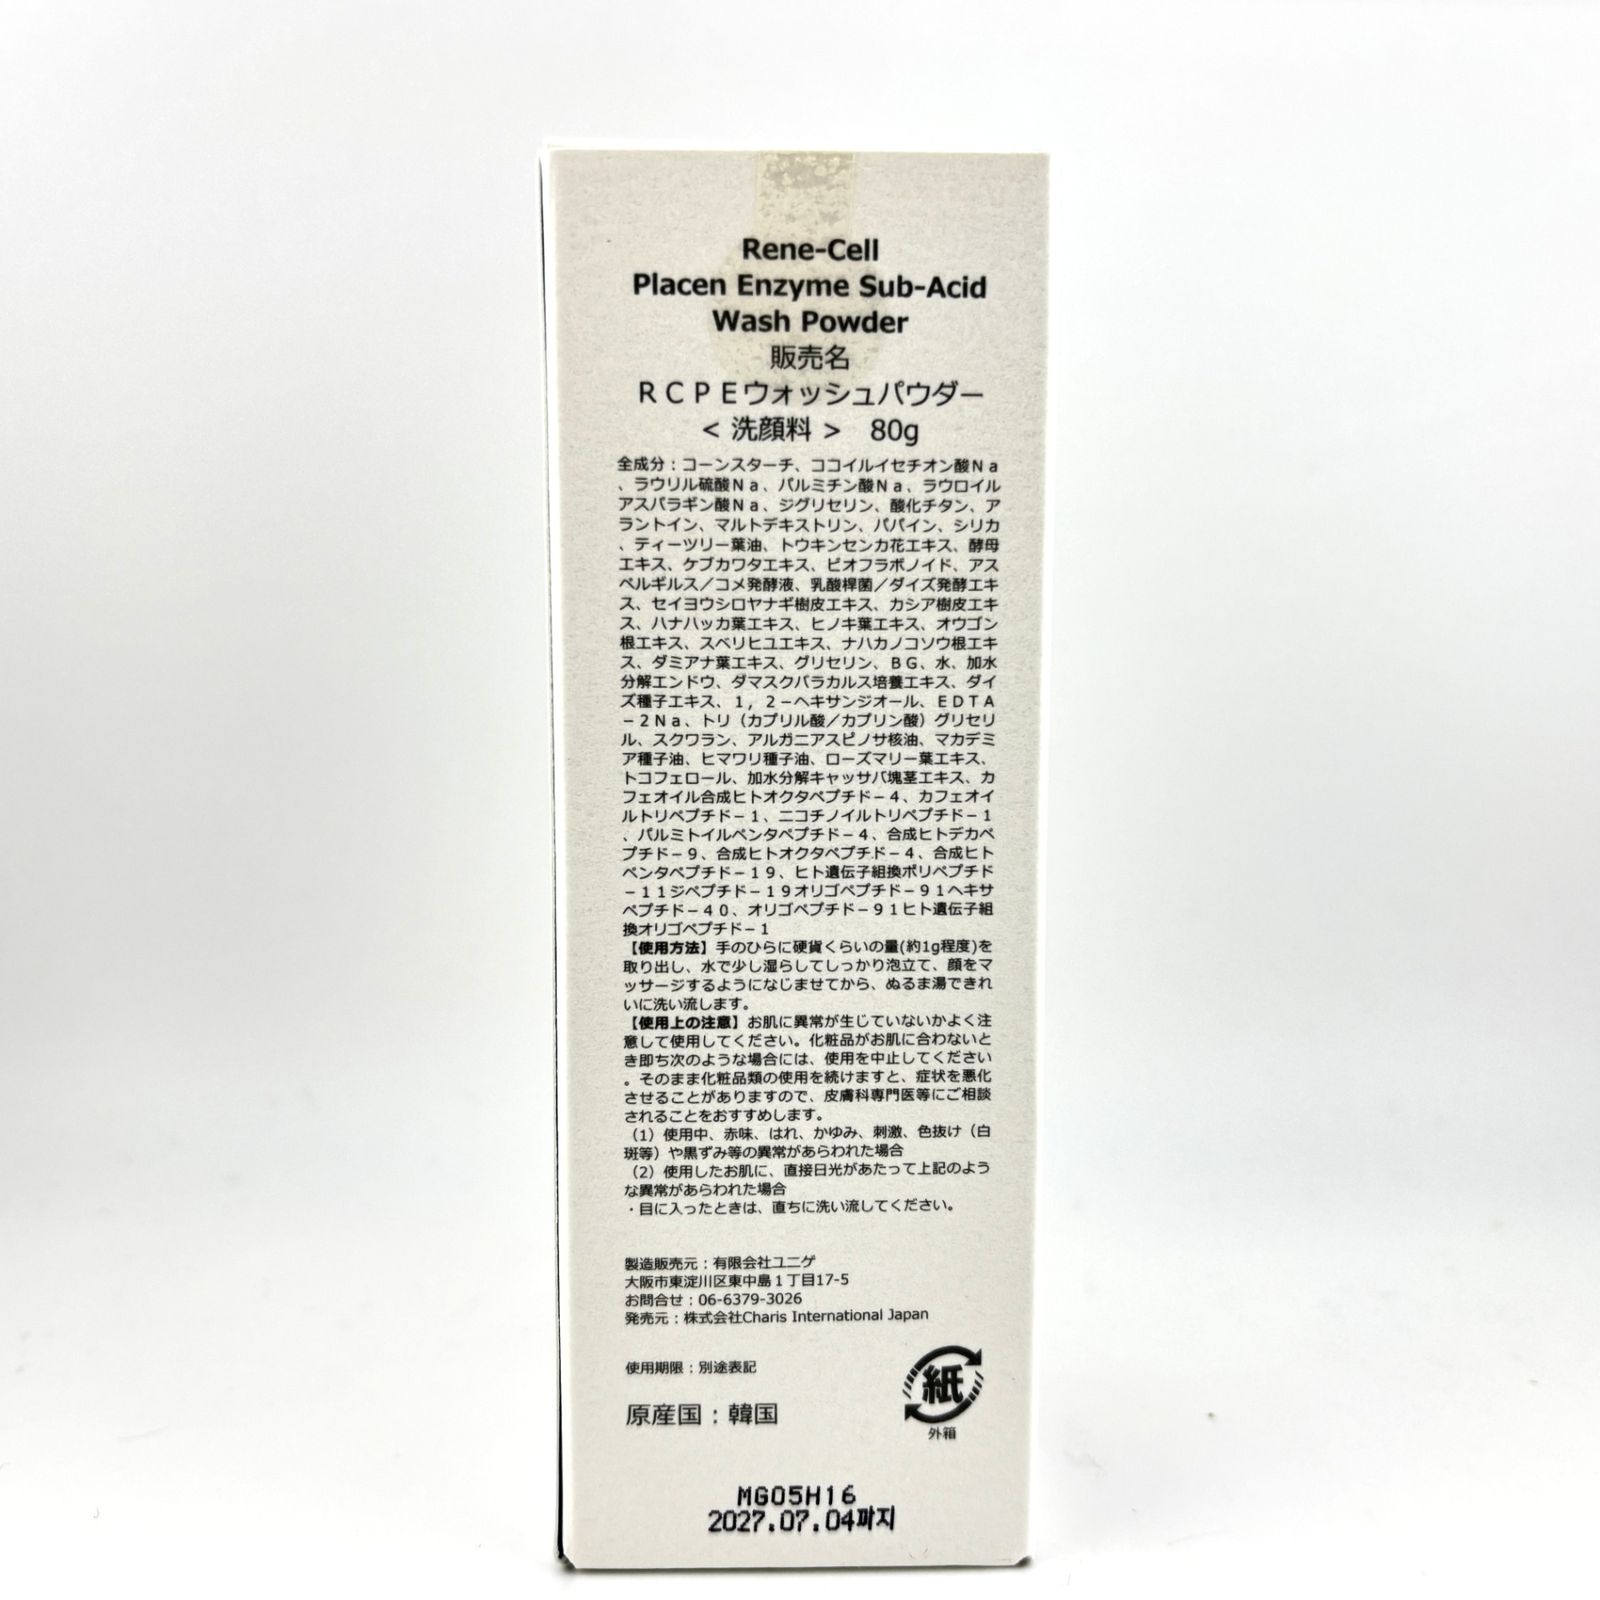 Rene-Cell
Placen Enzyme Sub-Acid
Wash Powder
販売名
ＲＣＰＥウォッシュパウダー
＜ 洗顔料 ＞　80g
全成分：コーンスターチ、ココイルイセチオン酸Ｎａ
、ラウリル硫酸Ｎａ、パルミチン酸Ｎａ、ラウロイル
アスパラギン酸Ｎａ、ジグリセリン、酸化チタン、ア
ラントイン、マルトデキストリン、パパイン、シリカ
、ティーツリー葉油、トウキンセンカ花エキス、酵母
エキス、ケブカワタエキス、ビオフラボノイド、アス
ペルギルス／コメ発酵液、乳酸桿菌／ダイズ発酵エキ
ス、セイヨウシロヤナギ樹皮エキス、カシア樹皮エキ
ス、ハナハッカ葉エキス、ヒノキ葉エキス、オウゴン
根エキス、スベリヒユエキス、ナハカノコソウ根エキ
ス、ダミアナ葉エキス、グリセリン、ＢＧ、水、加水
分解エンドウ、ダマスクバラカルス培養エキス、ダイ
ズ種子エキス、１，２－ヘキサンジオール、ＥＤＴＡ
－２Ｎａ、トリ（カプリル酸／カプリン酸）グリセリ
ル、スクワラン、アルガニアスピノサ核油、マカデミ
ア種子油、ヒマワリ種子油、ローズマリー葉エキス、
トコフェロール、加水分解キャッサバ塊茎エキス、カ
フェオイル合成ヒトオクタペプチド－４、カフェオイ
ルトリペプチド－１、ニコチノイルトリペプチド－１
、パルミトイルペンタペプチド－４、合成ヒトデカペ
プチド－９、合成ヒトオクタペプチド－４、合成ヒト
ペンタペプチド－１９、ヒト遺伝子組換ポリペプチド
－１１ジペプチド－１９オリゴペプチド－９１ヘキサ
ペプチド－４０、オリゴペプチド－９１ヒト遺伝子組
換オリゴペプチド－１
【使用方法】手のひらに硬貨くらいの量(約1g程度)を
取り出し、水で少し湿らしてしっかり泡立て、顔をマ
ッサージするようになじませてから、ぬるま湯できれ
いに洗い流します。
【使用上の注意】お肌に異常が生じていないかよく注
意して使用してください。化粧品がお肌に合わないと
き即ち次のような場合には、使用を中止してください
。そのまま化粧品類の使用を続けますと、症状を悪化
させることがありますので、皮膚科専門医等にご相談
されることをおすすめします。
（1）使用中、赤味、はれ、かゆみ、刺激、色抜け（白
斑等）や黒ずみ等の異常があらわれた場合
（2）使用したお肌に、直接日光があたって上記のよう
な異常があらわれた場合
・目に入ったときは、直ちに洗い流してください。
製造販売元：有限会社ユニゲ
大阪市東淀川区東中島１丁目17-5
お問合せ：06-6379-3026
発売元：株式会社Charis International Japan
使用期限：別途表記
原産国：韓国
紙
外箱
MG05H16
2027.07.04까지